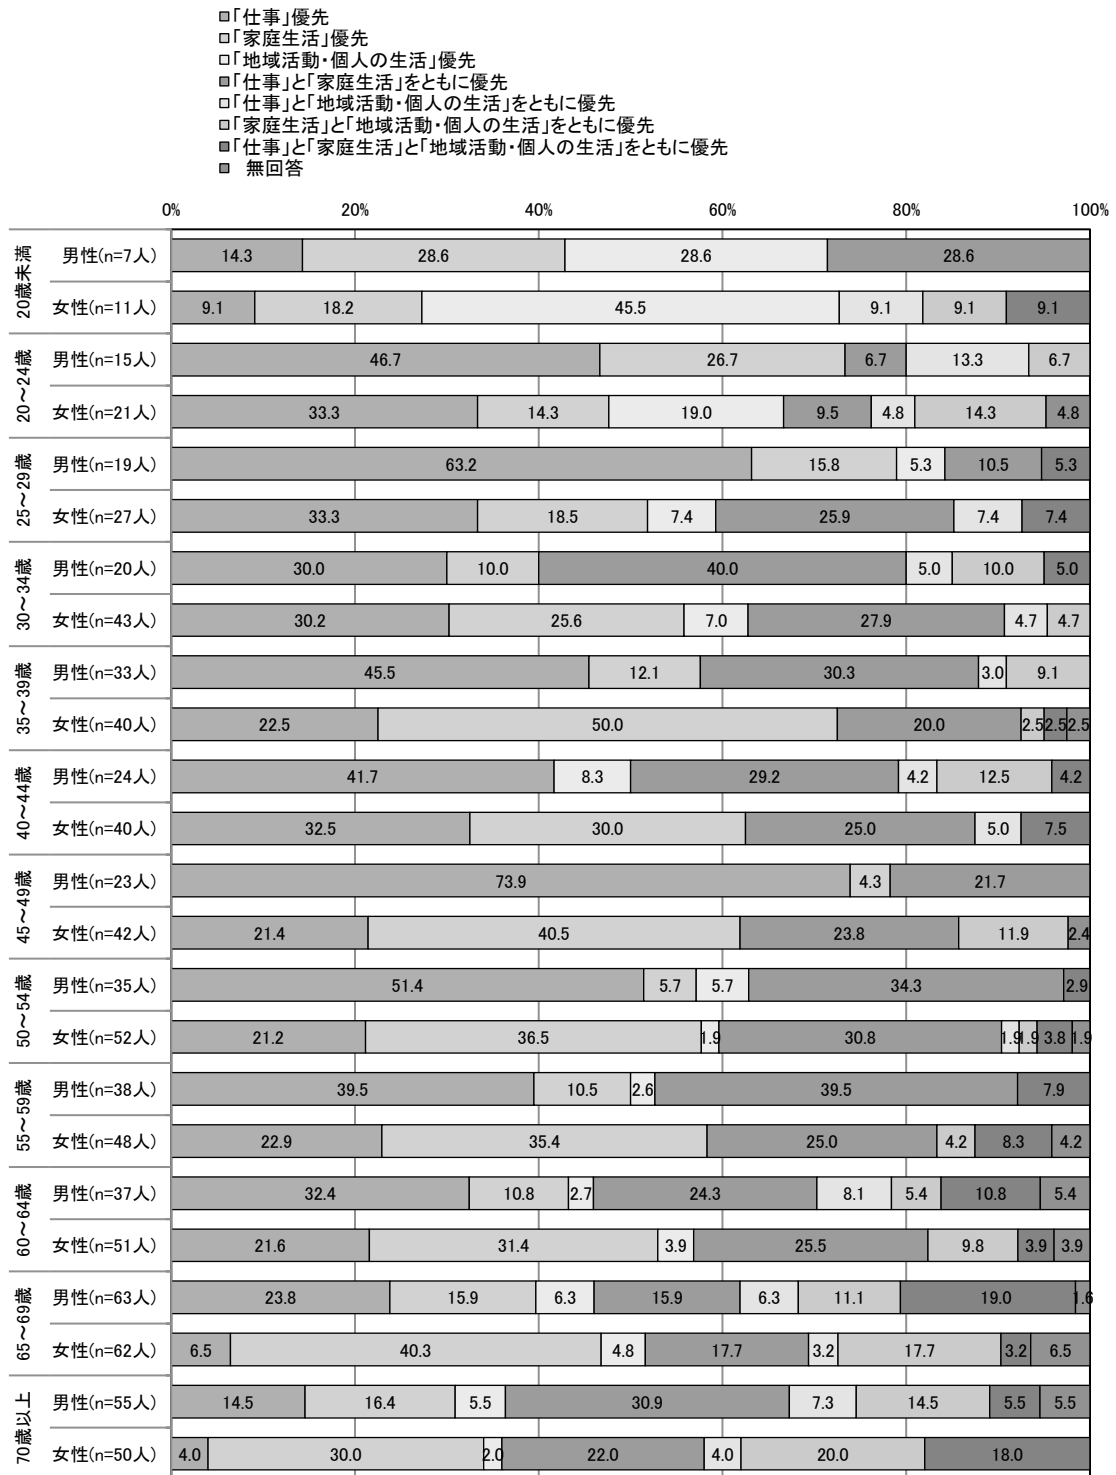 「仕事」優先
「家庭生活」優先
「地域活動・個人の生活」優先
「仕事」と「家庭生活」をともに優先
「仕事」と「地域活動・個人の生活」をともに優先
「家庭生活」と「地域活動・個人の生活」をともに優先
「仕事」と「家庭生活」と「地域活動・個人の生活」をともに優先
無回答
0% 20% 40% 60% 80% 100%
20歳未満
男性(n=7人) 14.3 28.6 28.6 28.6
女性(n=11人) 9.1 18.2 45.5 9.1 9.1 9.1
20～24歳
男性(n=15人) 46.7 26.7 6.7 13.3 6.7
女性(n=21人) 33.3 14.3 19.0 9.5 4.8 14.3 4.8
25～29歳
男性(n=19人) 63.2 15.8 5.3 10.5 5.3
女性(n=27人) 33.3 18.5 7.4 25.9 7.4 7.4
30～34歳
男性(n=20人) 30.0 10.0 40.0 5.0 10.0 5.0
女性(n=43人) 30.2 25.6 7.0 27.9 4.7 4.7
35～39歳
男性(n=33人) 45.5 12.1 30.3 3.0 9.1
女性(n=40人) 22.5 50.0 20.0 2.5 2.5 2.5
40～44歳
男性(n=24人) 41.7 8.3 29.2 4.2 12.5 4.2
女性(n=40人) 32.5 30.0 25.0 5.0 7.5
45～49歳
男性(n=23人) 73.9 4.3 21.7
女性(n=42人) 21.4 40.5 23.8 11.9 2.4
50～54歳
男性(n=35人) 51.4 5.7 5.7 34.3 2.9
女性(n=52人) 21.2 36.5 1.9 30.8 1.9 1.9 3.8 1.9
55～59歳
男性(n=38人) 39.5 10.5 2.6 39.5 7.9
女性(n=48人) 22.9 35.4 25.0 4.2 8.3 4.2
60～64歳
男性(n=37人) 32.4 10.8 2.7 24.3 8.1 5.4 10.8 5.4
女性(n=51人) 21.6 31.4 3.9 25.5 9.8 3.9 3.9
65～69歳
男性(n=63人) 23.8 15.9 6.3 15.9 6.3 11.1 19.0 1.6
女性(n=62人) 6.5 40.3 4.8 17.7 3.2 17.7 3.2 6.5
70歳以上
男性(n=55人) 14.5 16.4 5.5 30.9 7.3 14.5 5.5 5.5
女性(n=50人) 4.0 30.0 2.0 22.0 4.0 20.0 18.0